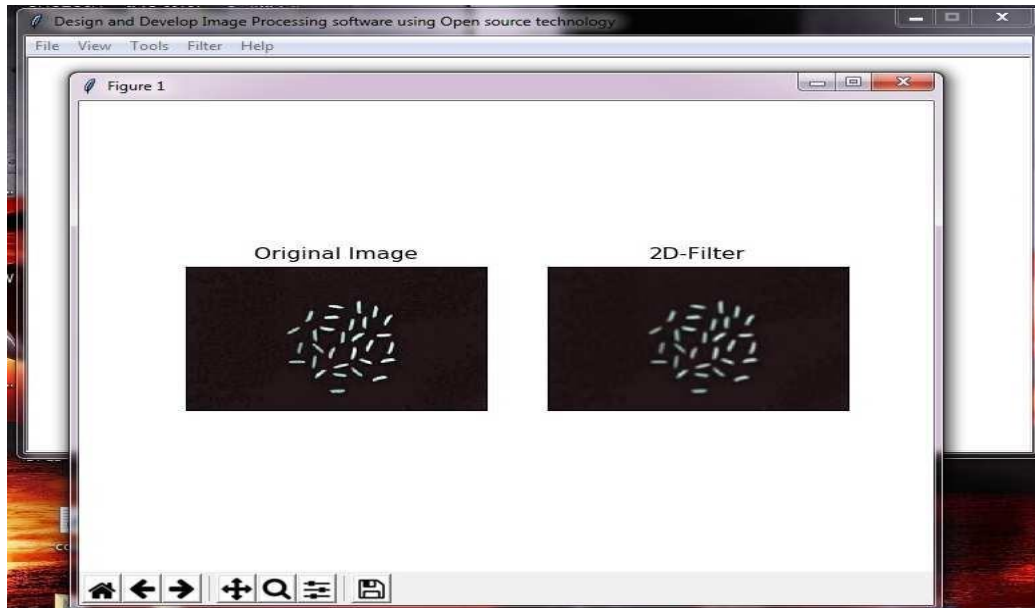 Design and Develop Image Processing software using Open source technology
File View Tools Filter Help
Figure 1
Original Image
2D-Filter